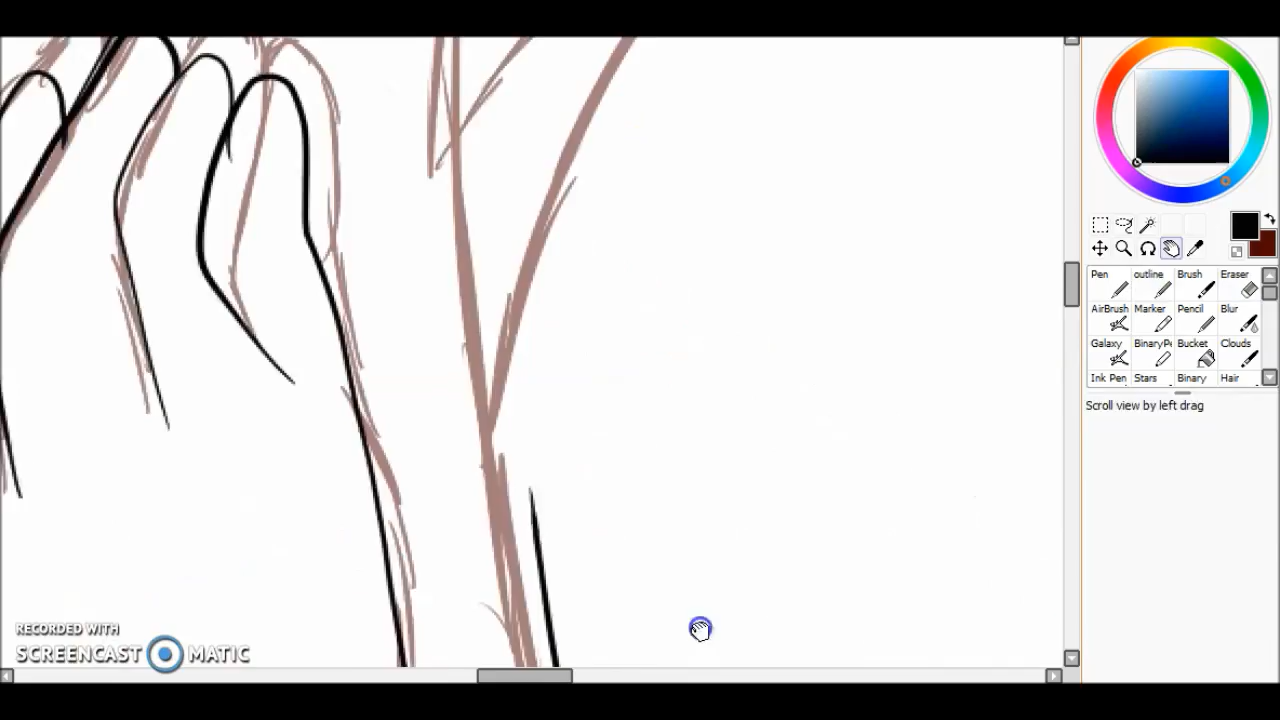 Pen outline Brush Eraser
AirBrush Marker Pencil Blur
Galaxy BinaryPe Bucket Clouds
Ink Pen Stars Binary Hair
Scroll view by left drag
RECORDED WITH
SCREENCAST MATIC